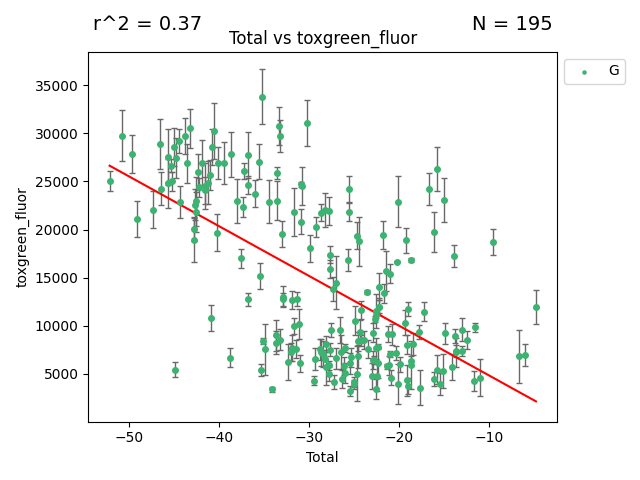 r^2 = 0.37
N = 195
Total vs toxgreen_fluor
G
35000
30000
25000
20000
15000
10000
5000
toxgreen_fluor
−50
−40
−30
−20
−10
Total